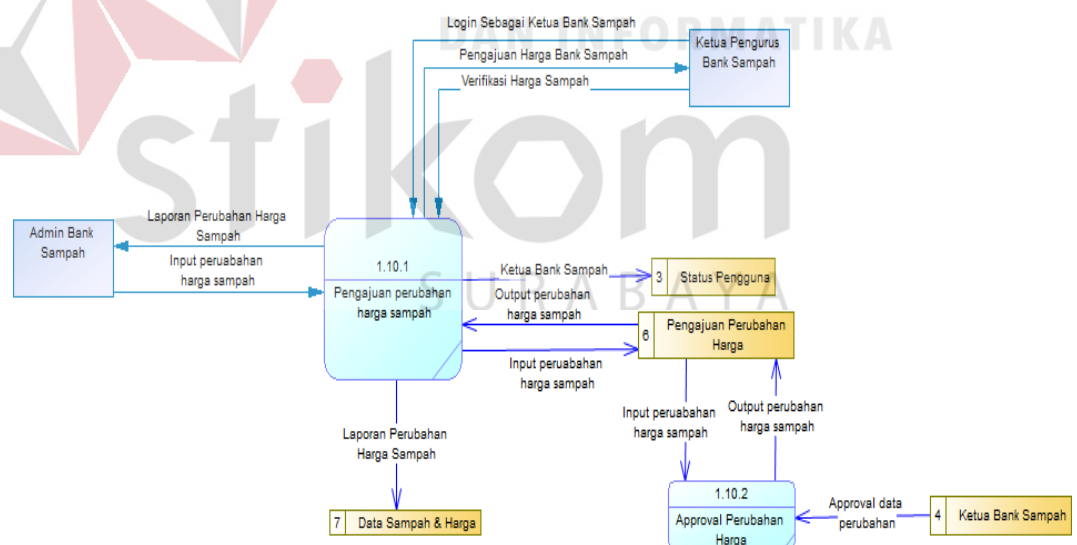 DAN INFORMATIKA
stikom
SURABAYA
Login Sebagai Ketua Bank Sampah
Ketua Pengurus
Bank Sampah
Pengajuan Harga Bank Sampah
Verifikasi Harga Sampah
Admin Bank
Sampah
Laporan Perubahan Harga
Sampah
Input peruabahan
harga sampah
1.10.1
Pengajuan perubahan
harga sampah
Ketua Bank Sampah
3 Status Pengguna
Output perubahan
harga sampah
6 Pengajuan Perubahan
Harga
Input peruabahan
harga sampah
Input peruabahan
harga sampah
Output perubahan
harga sampah
Laporan Perubahan
Harga Sampah
7 Data Sampah & Harga
1.10.2
Approval Perubahan
Harga
Approval data
perubahan
4 Ketua Bank Sampah